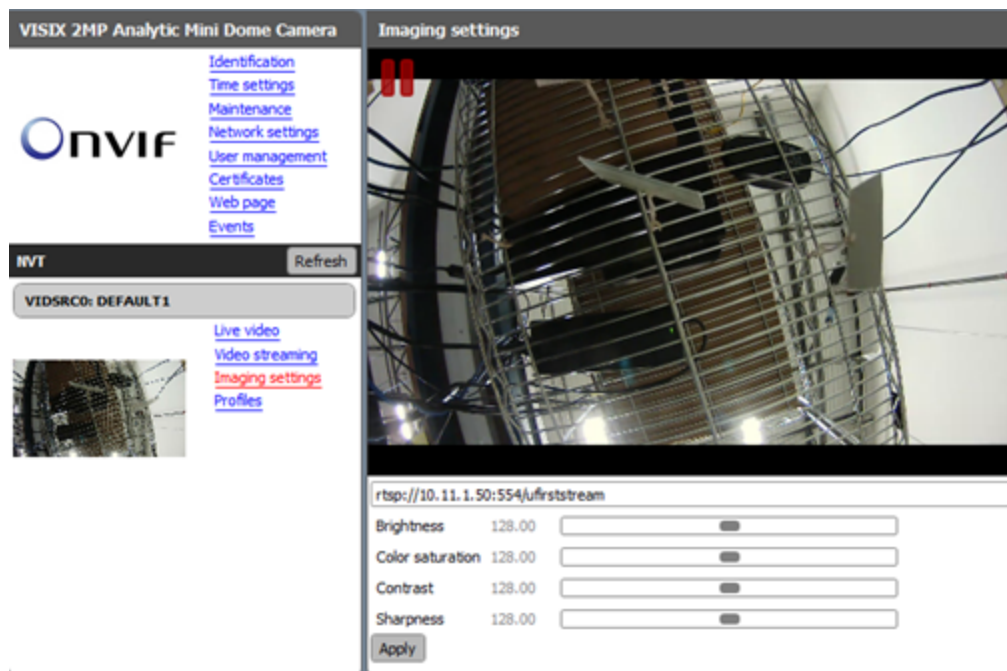 VISIX 2MP Analytic Mini Dome Camera
ONVIF
Identification
Time settings
Maintenance
Network settings
User management
Certificates
Web page
Events
NVT
Refresh
VIDSRC0: DEFAULT1
Live video
Video streaming
Imaging settings
Profiles
Imaging settings
rtsp://10.11.1.50:554/ufirststream
Brightness 128.00
Color saturation 128.00
Contrast 128.00
Sharpness 128.00
Apply